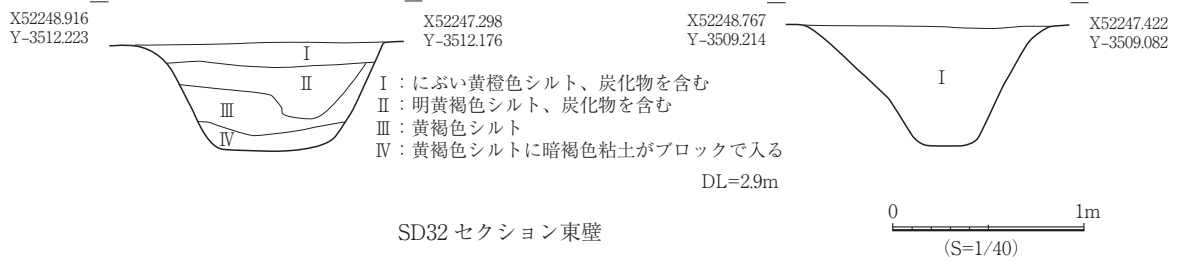 X52248.916
Y-3512.223
X52247.298
Y-3512.176
X52248.767
Y-3509.214
X52247.422
Y-3509.082
Ⅰ
Ⅱ
Ⅲ
Ⅳ
Ⅰ
Ⅰ：にぶい黄橙色シルト、炭化物を含む
Ⅱ：明黄褐色シルト、炭化物を含む
Ⅲ：黄褐色シルト
Ⅳ：黄褐色シルトに暗褐色粘土がブロックで入る
DL=2.9m
SD32 セクション東壁
0 1m
(S=1/40)